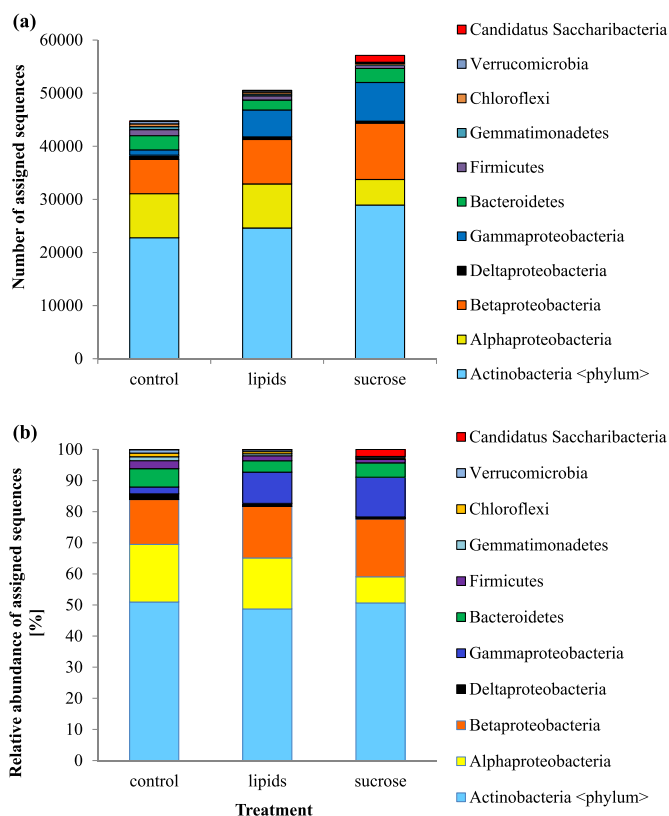 (a)
Number of assigned sequences
60000
50000
40000
30000
20000
10000
0
control
lipids
sucrose
Candidatus Saccharibacteria
Verrucomicrobia
Chloroflexi
Gemmatimonadetes
Firmicutes
Bacteroidetes
Gammaproteobacteria
Deltaproteobacteria
Betaproteobacteria
Alphaproteobacteria
Actinobacteria <phylum>
(b)
Relative abundance of assigned sequences
[%]
100
90
80
70
60
50
40
30
20
10
0
control
lipids
sucrose
Treatment
Candidatus Saccharibacteria
Verrucomicrobia
Chloroflexi
Gemmatimonadetes
Firmicutes
Bacteroidetes
Gammaproteobacteria
Deltaproteobacteria
Betaproteobacteria
Alphaproteobacteria
Actinobacteria <phylum>